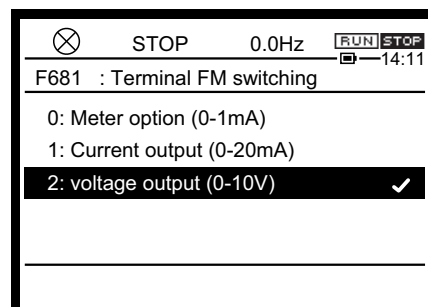 STOP 0.0Hz RUN STOP
14:11
F681 : Terminal FM switching
0: Meter option (0-1mA)
1: Current output (0-20mA)
2: voltage output (0-10V)